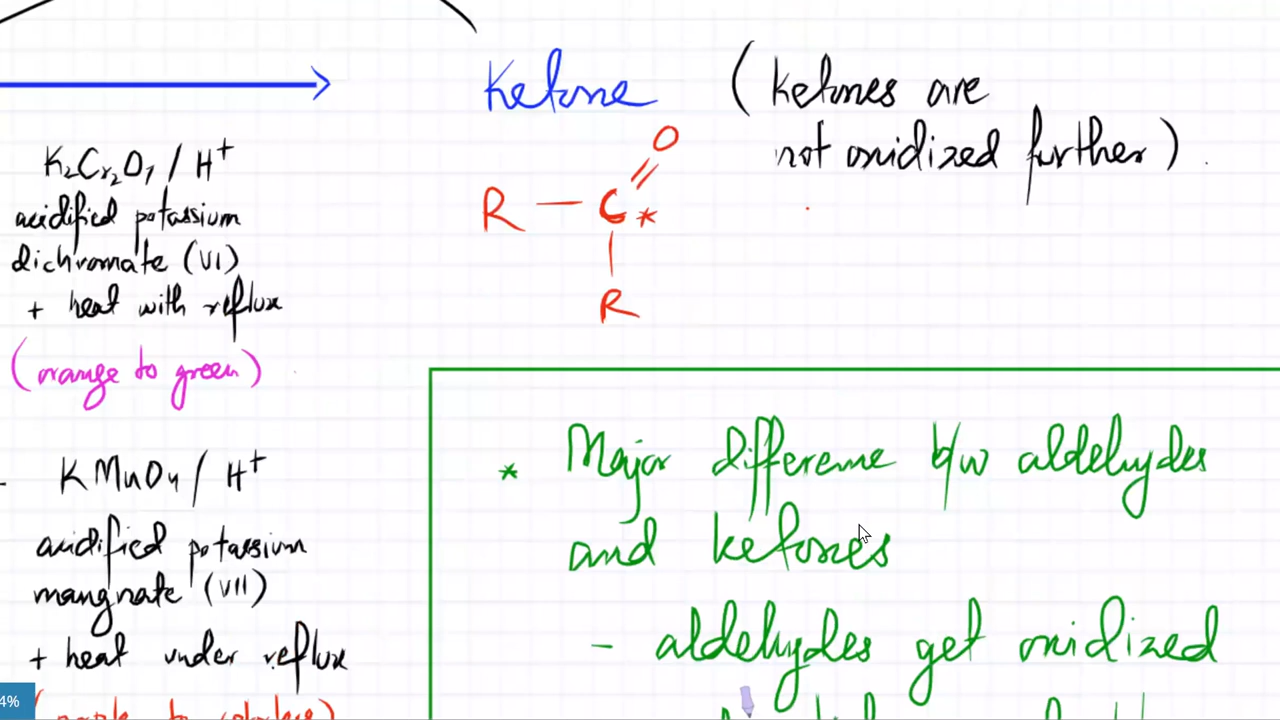 Ketone (ketones are
not oxidized further).
K₂Cr₂O₇ / H⁺
acidified potassium
dichromate (VI)
+ heat with reflux
(orange to green)
O
R — C *
R
KMnO₄ / H⁺
acidified potassium
mangnate (VII)
+ heat under reflux
* Major difference b/w aldehydes
and ketones
- aldehydes get oxidized
4%